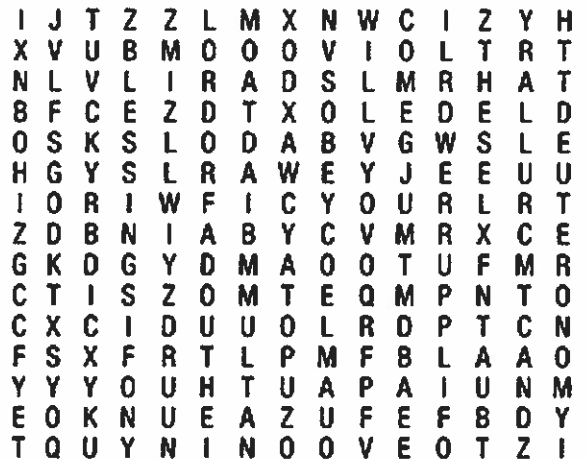 I J T Z Z L M X N W C I Z Y H
X V U B M O O O V I O L T R T
N L V L I R A D S L M R H A T
B F C E Z D T X O L E D E L D
O S K S L O D A B V G W S L E
H G Y S L R A W E Y J E E U U
I O R I W F I C Y O U R L R T
Z D B N I A B Y C V M R X C E
G K D G Y D M A O O T U F M R
C T I S Z O M T E Q M P N T O
C X C I D U U O L R D P T C N
F S X F R T L P M F B L A A O
Y Y Y O U H T U A P A I U N M
E O K N U E A Z U F E F B D Y
T Q U Y N I N O O V E O T Z I